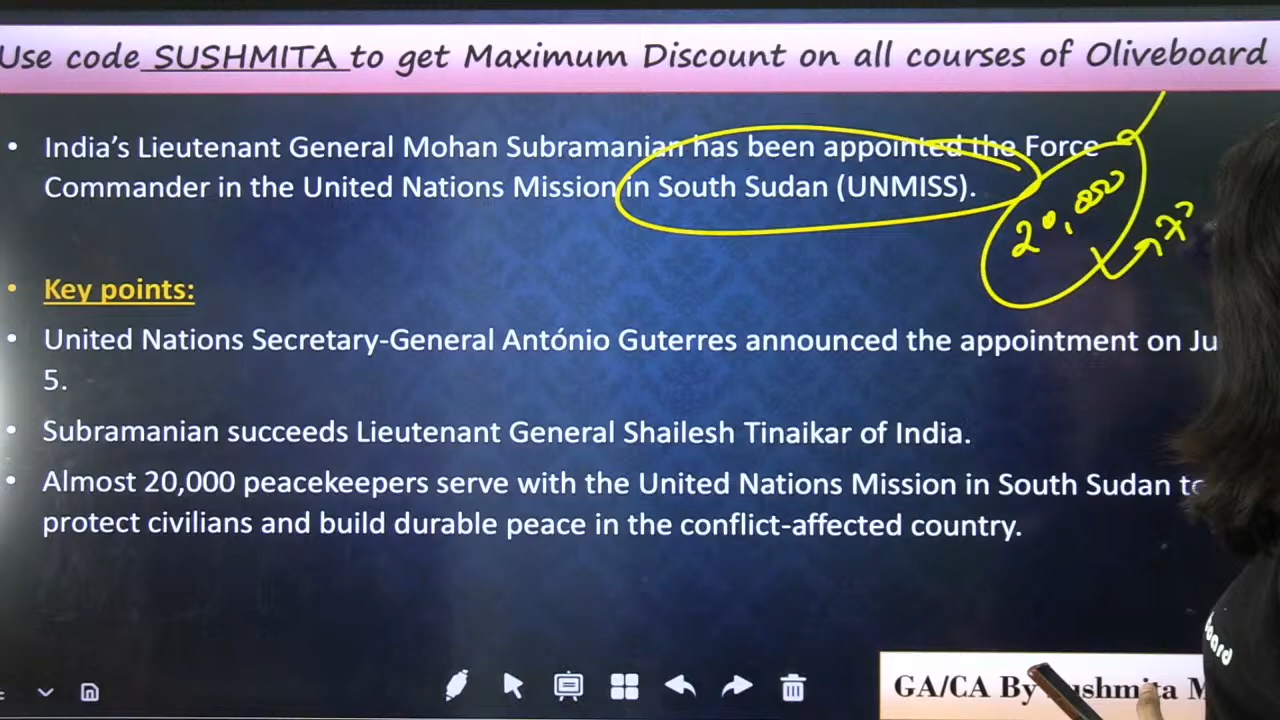 Use code SUSHMITA to get Maximum Discount on all courses of Oliveboard
• India's Lieutenant General Mohan Subramanian has been appointed the Force
Commander in the United Nations Mission in South Sudan (UNMISS).
20,000
• Key points:
• United Nations Secretary-General António Guterres announced the appointment on Ju
5.
• Subramanian succeeds Lieutenant General Shailesh Tinaikar of India.
• Almost 20,000 peacekeepers serve with the United Nations Mission in South Sudan to
protect civilians and build durable peace in the conflict-affected country.
board
GA/CA By Sushmita M